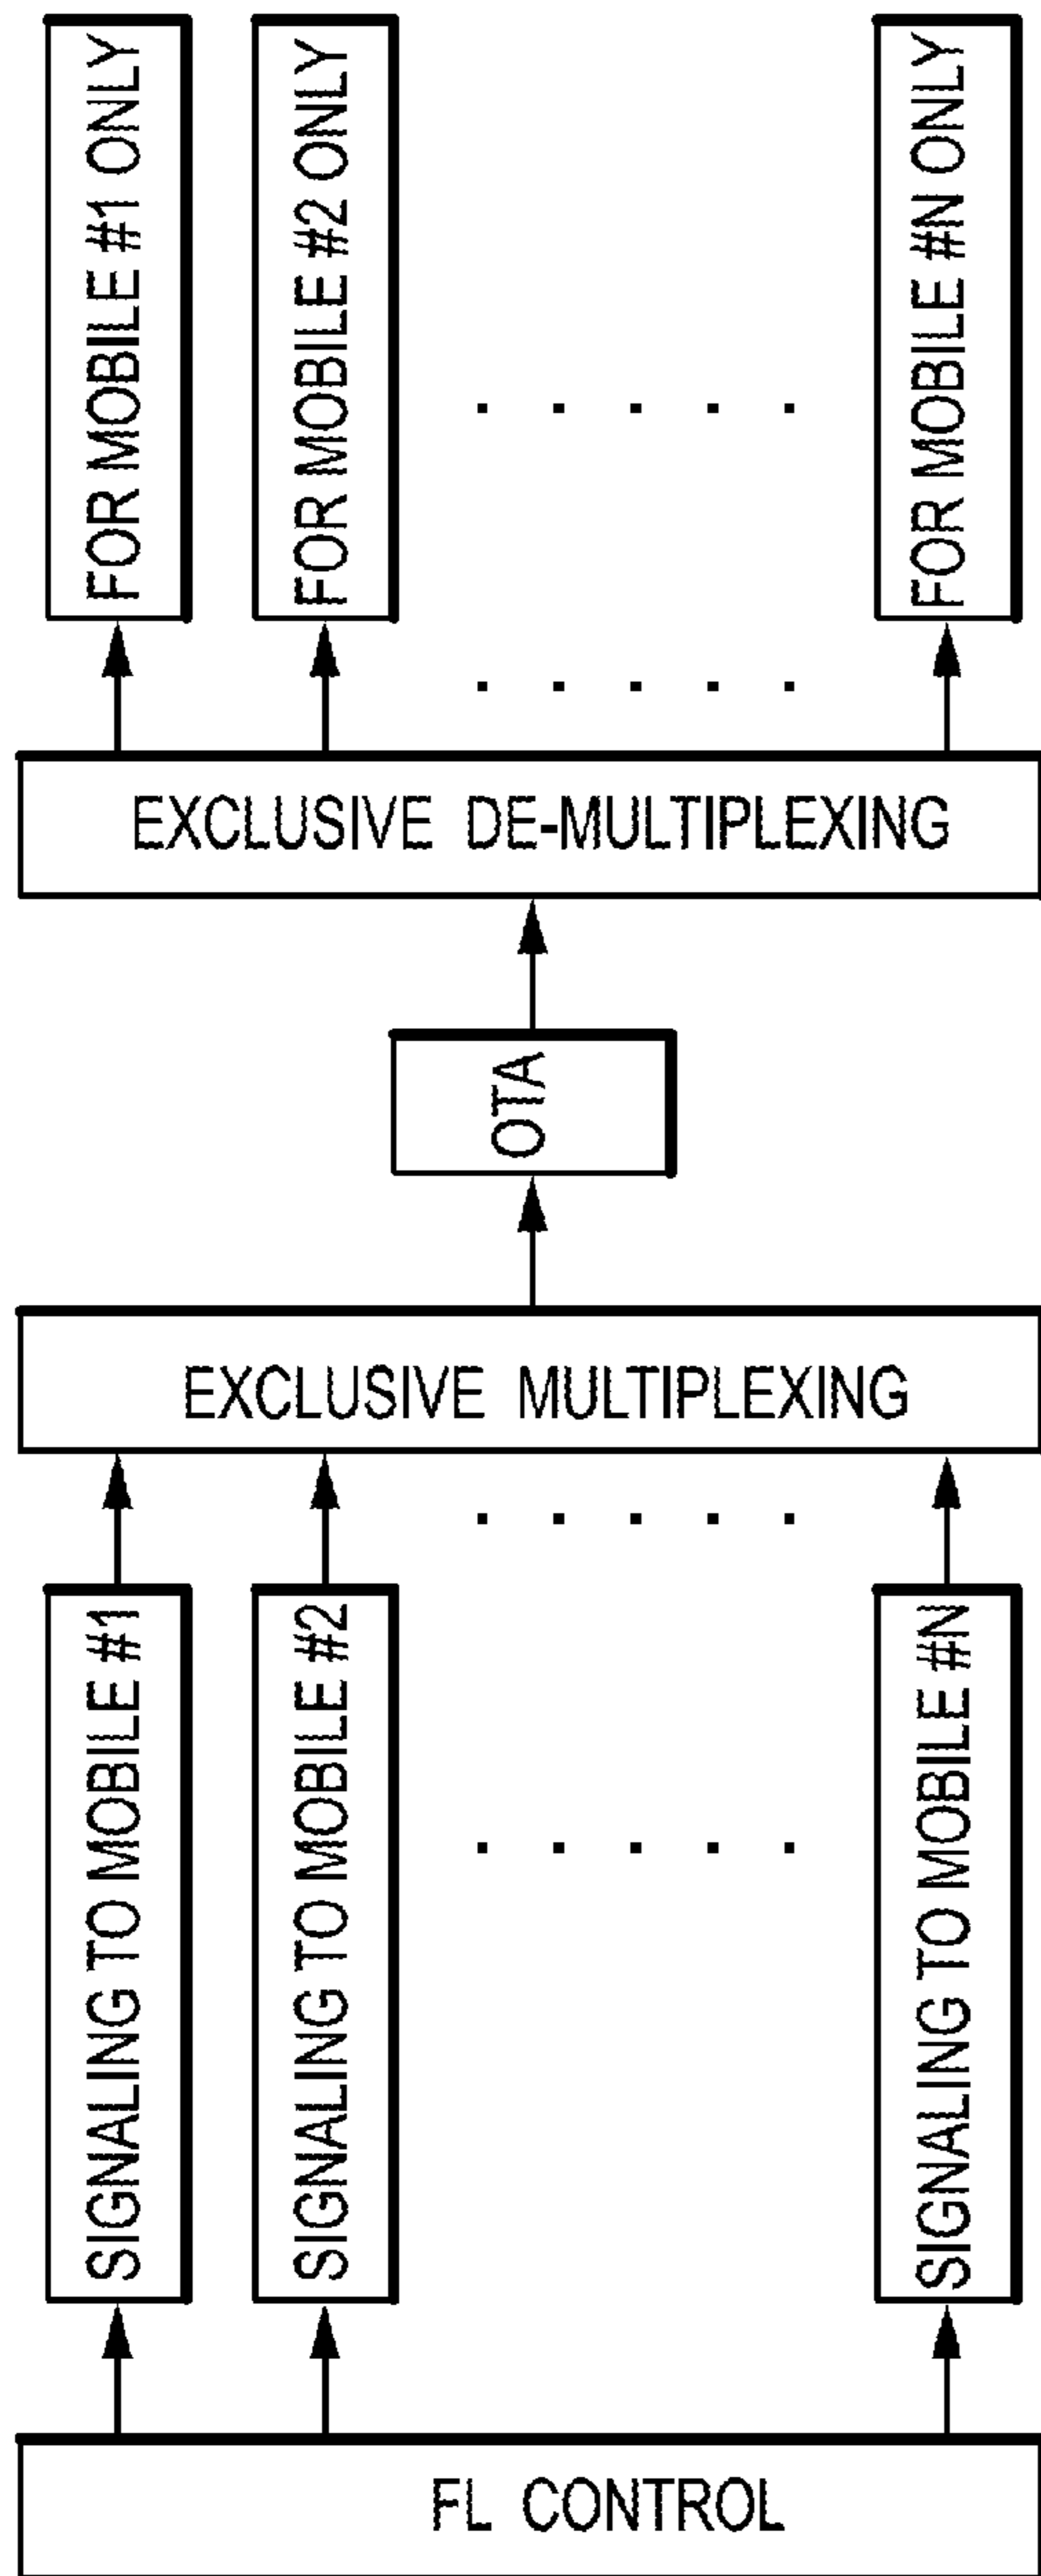 FOR MOBILE #1 ONLY
FOR MOBILE #2 ONLY
FOR MOBILE #N ONLY
EXCLUSIVE DE-MULTIPLEXING
OTA
EXCLUSIVE MULTIPLEXING
SIGNALING TO MOBILE #1
SIGNALING TO MOBILE #2
SIGNALING TO MOBILE #N
FL CONTROL